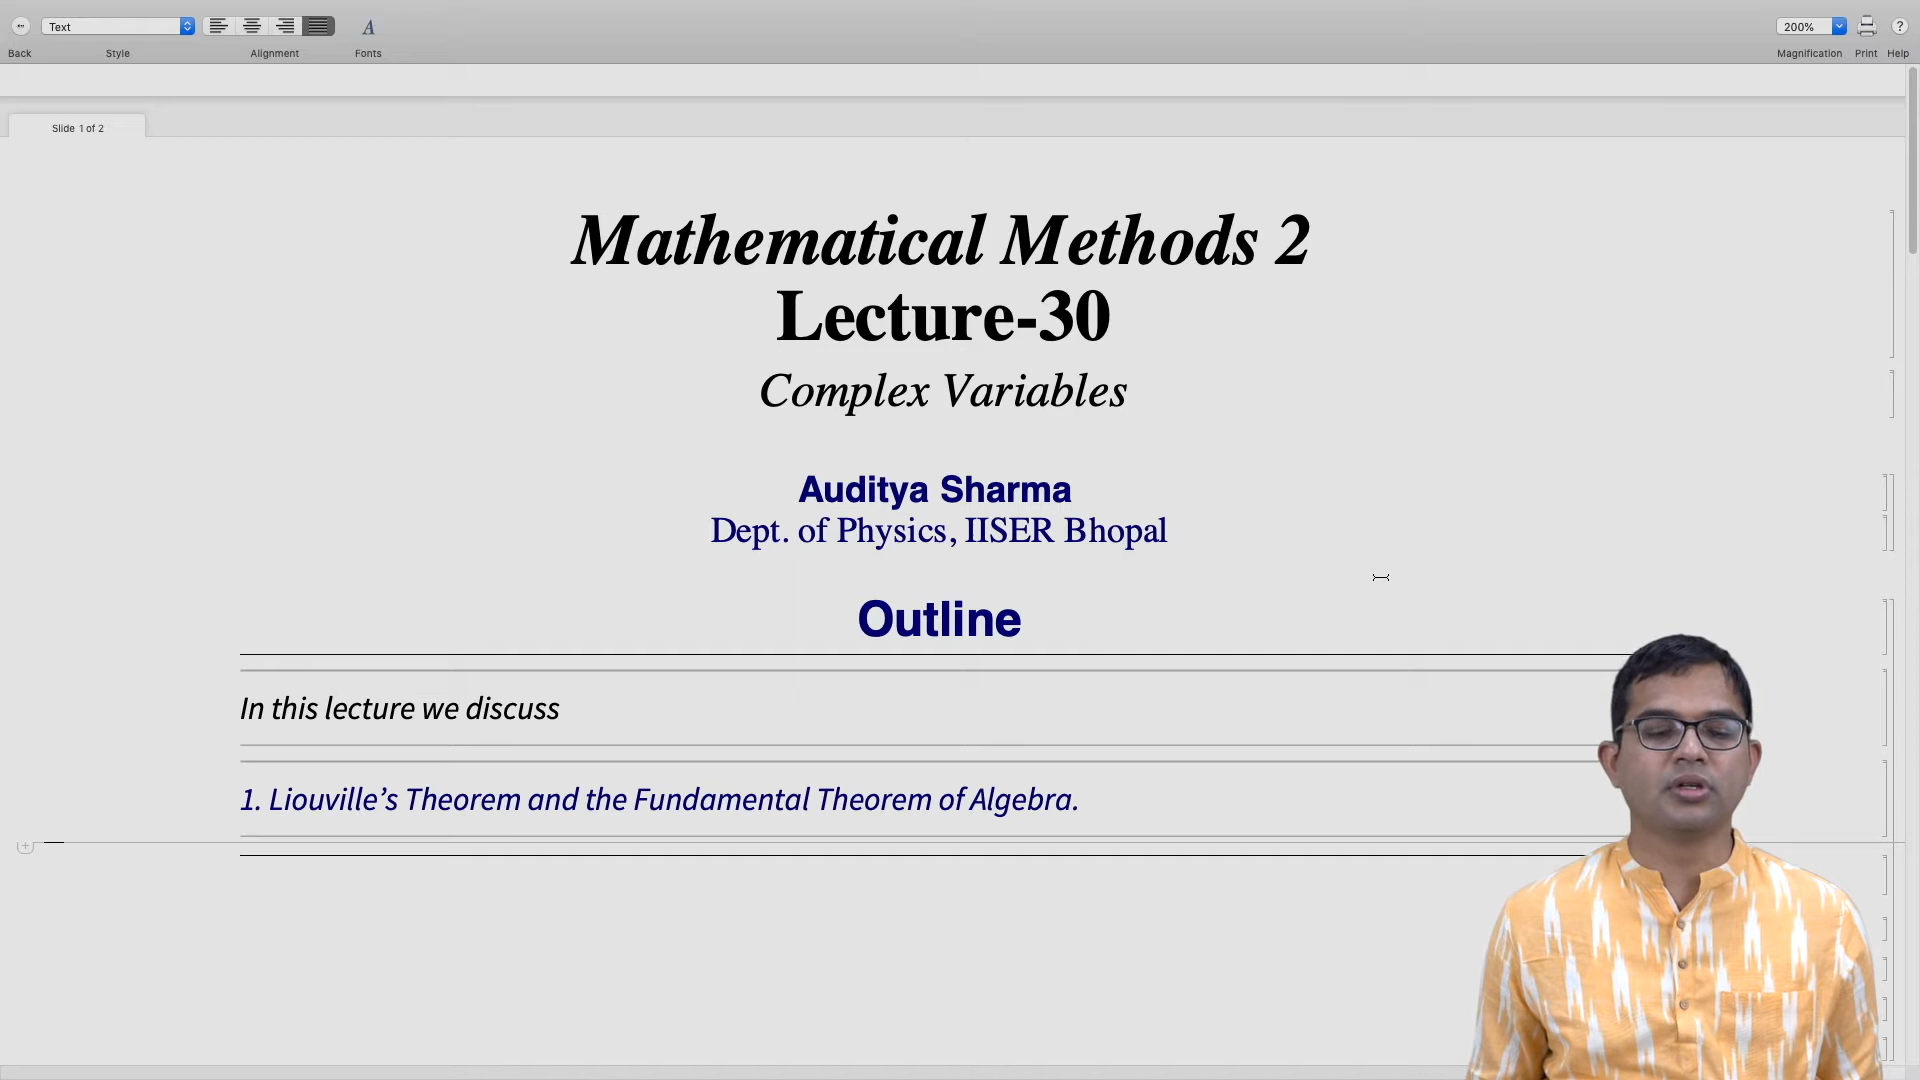 Text
200%
Back
Style
Alignment
Fonts
Magnification
Print
Help
Slide 1 of 2
Mathematical Methods 2
Lecture-30
Complex Variables
Auditya Sharma
Dept. of Physics, IISER Bhopal
Outline
In this lecture we discuss
1. Liouville's Theorem and the Fundamental Theorem of Algebra.